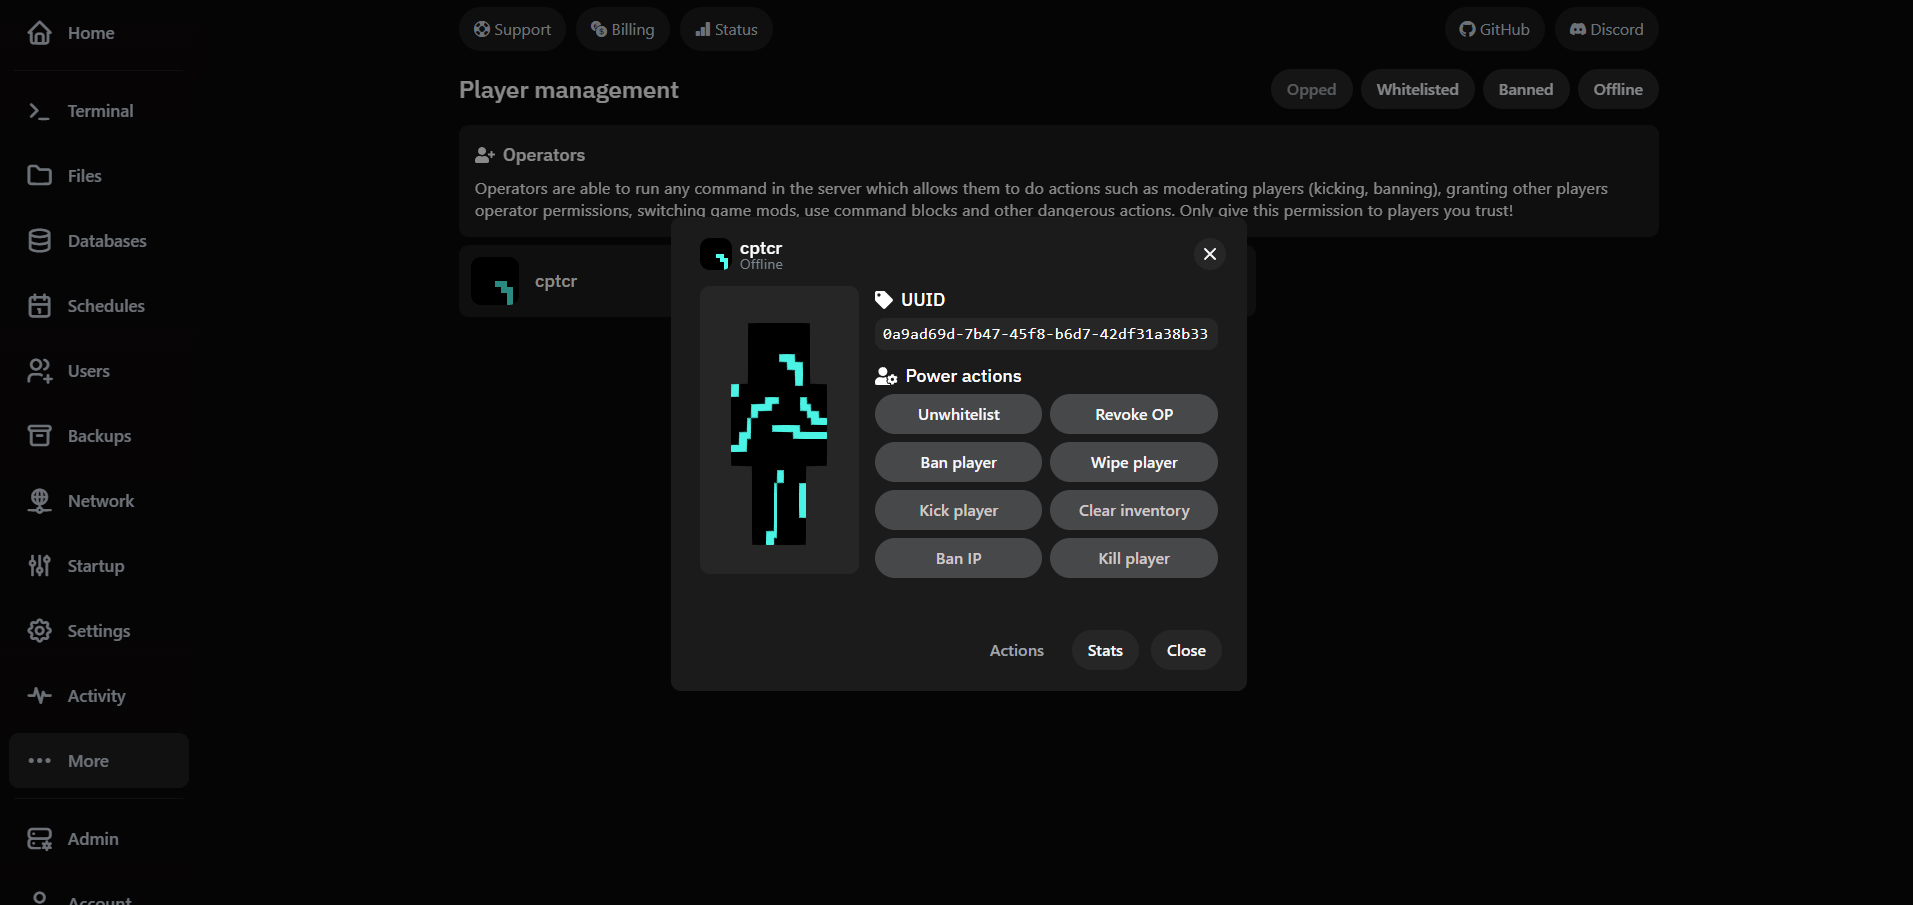 Home
Terminal
Files
Databases
Schedules
Users
Backups
Network
Startup
Settings
Activity
More
Admin
Account
Support
Billing
Status
GitHub
Discord
Player management
Opped
Whitelisted
Banned
Offline
Operators
Operators are able to run any command in the server which allows them to do actions such as moderating players (kicking, banning), granting other players
operator permissions, switching game mods, use command blocks and other dangerous actions. Only give this permission to players you trust!
cptcr
cptcr
Offline
UUID
0a9ad69d-7b47-45f8-b6d7-42df31a38b33
Power actions
Unwhitelist
Revoke OP
Ban player
Wipe player
Kick player
Clear inventory
Ban IP
Kill player
Actions
Stats
Close